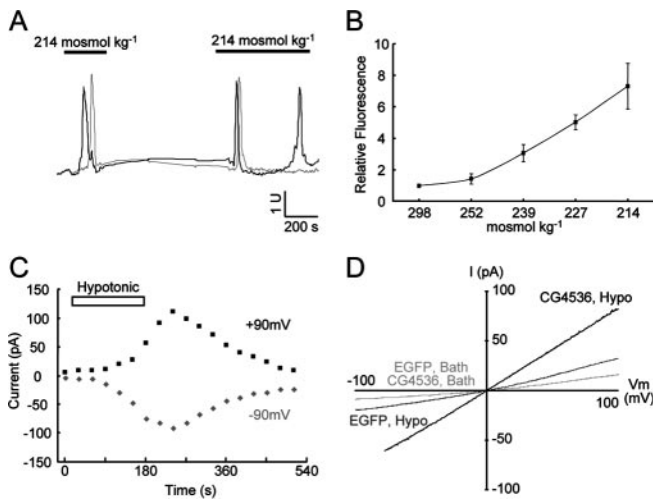 A
214 mosmol kg-1
214 mosmol kg-1
1 U
200 s
B
Relative Fluorescence
10
8
6
4
2
0
298
252
239
227
214
mosmol kg-1
C
Hypotonic
Current (pA)
150
100
50
0
-50
-100
-150
+90mV
-90mV
0
180
360
540
Time (s)
D
I (pA)
100
CG4536, Hypo
50
EGFP, Bath
CG4536, Bath
-100
Vm
(mV)
100
EGFP, Hypo
-50
-100